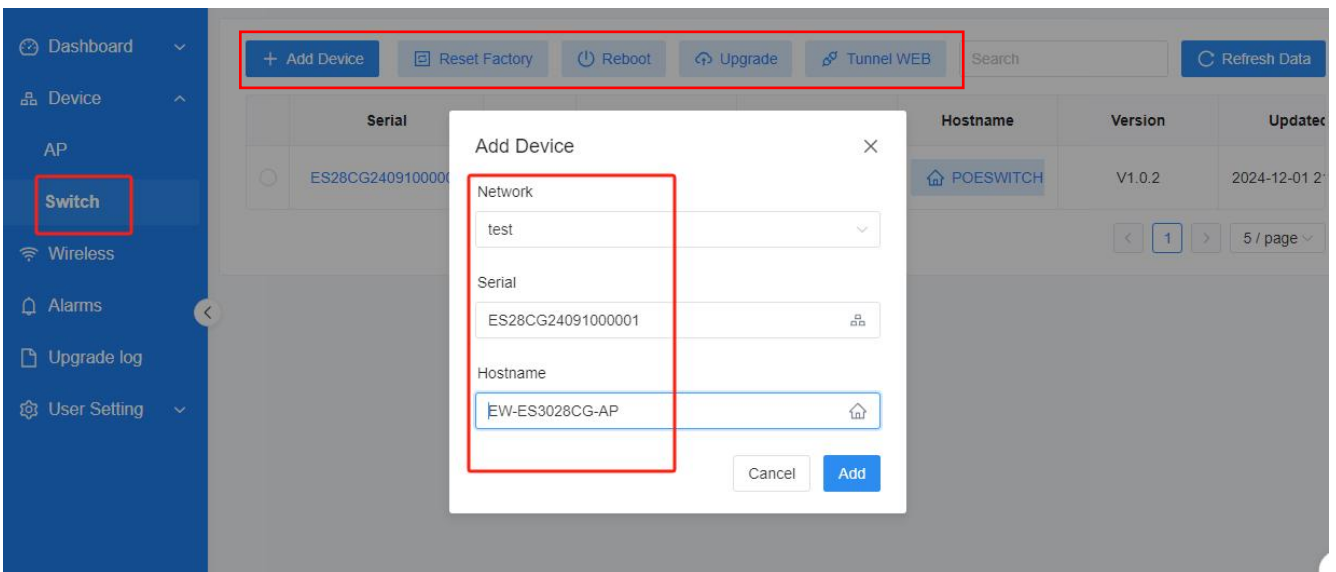 Dashboard
Device
AP
Switch
Wireless
Alarms
Upgrade log
User Setting
+ Add Device
Reset Factory
Reboot
Upgrade
Tunnel WEB
Search
Refresh Data
Serial
Hostname
Version
Updated
ES28CG2409100000
POESWITCH
V1.0.2
2024-12-01 2
1
5 / page
Add Device
Network
test
Serial
ES28CG24091000001
Hostname
EW-ES3028CG-AP
Cancel
Add